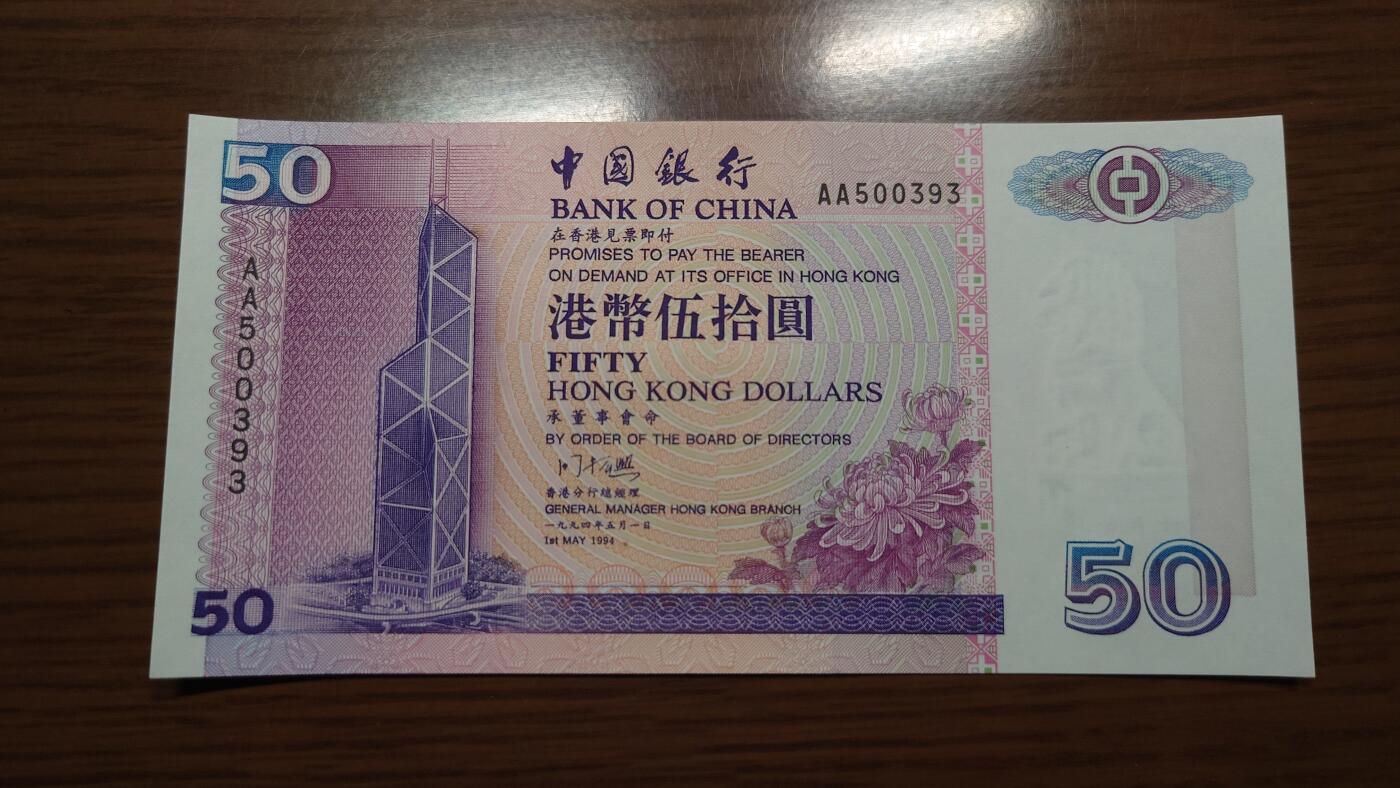 50
中國銀行
BANK OF CHINA
AA500393
在香港見票即付
PROMISES TO PAY THE BEARER
ON DEMAND AT ITS OFFICE IN HONG KONG
AA500393
港幣伍拾圓
FIFTY
HONG KONG DOLLARS
承董事會命
BY ORDER OF THE BOARD OF DIRECTORS
香港分行總經理
GENERAL MANAGER HONG KONG BRANCH
一九九四年五月一日
1st MAY 1994
50
50